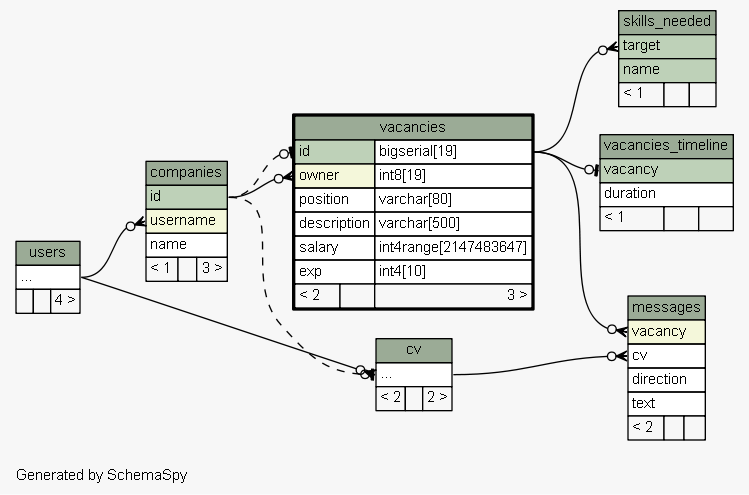 skills_needed
target
name
< 1
vacancies
id bigserial[19]
owner int8[19]
position varchar[80]
description varchar[500]
salary int4range[2147483647]
exp int4[10]
< 2 3 >
vacancies_timeline
vacancy
duration
< 1
companies
id
username
name
< 1 3 >
users
...
4 >
messages
vacancy
cv
direction
text
< 2
cv
...
< 2 2 >
Generated by SchemaSpy